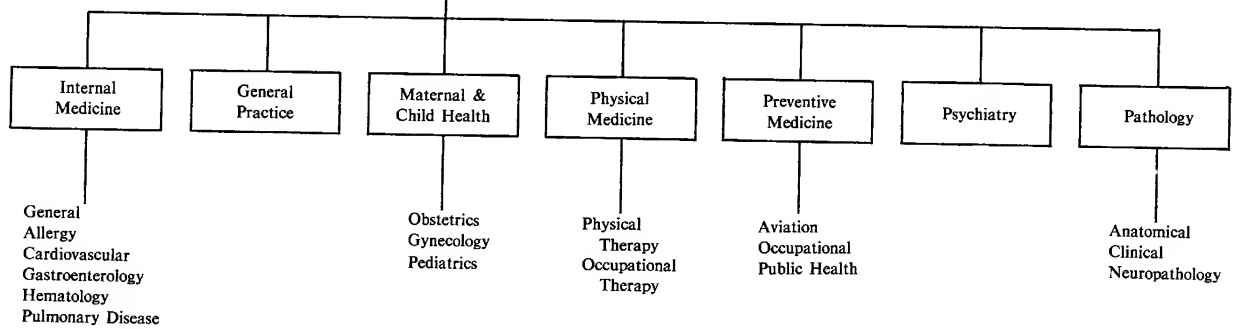 Internal
Medicine
General
Practice
Maternal &
Child Health
Physical
Medicine
Preventive
Medicine
Psychiatry
Pathology
General
Allergy
Cardiovascular
Gastroenterology
Hematology
Pulmonary Disease
Obstetrics
Gynecology
Pediatrics
Physical
Therapy
Occupational
Therapy
Aviation
Occupational
Public Health
Anatomical
Clinical
Neuropathology